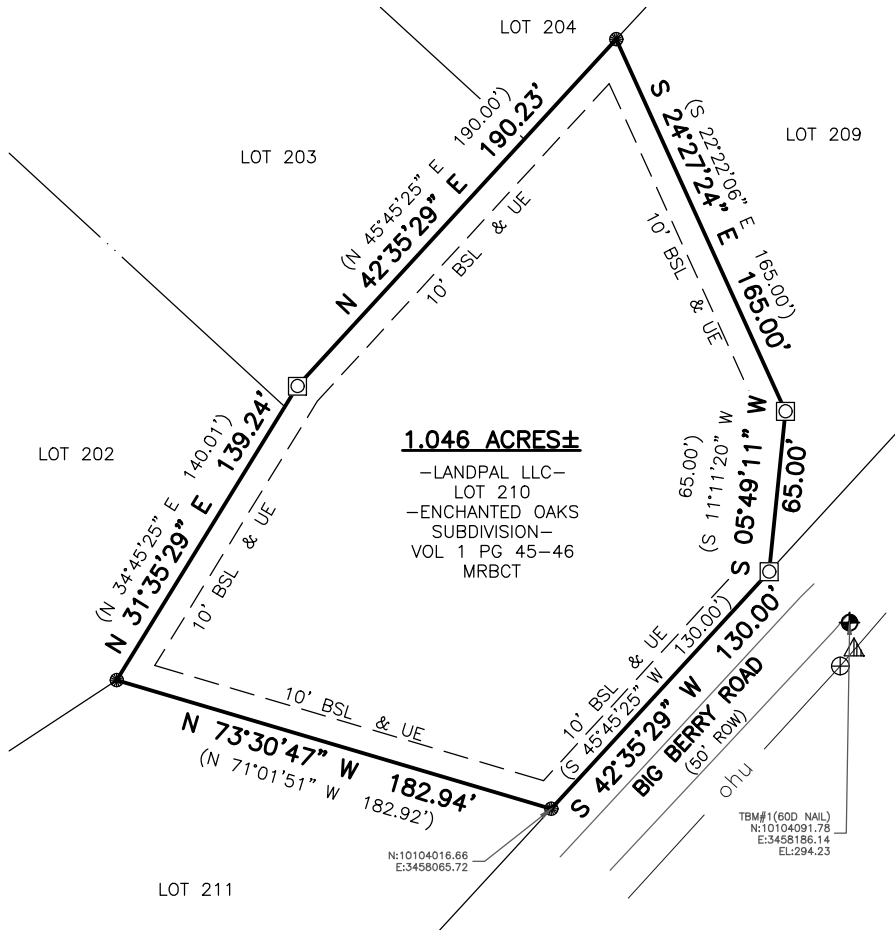 LOT 204
LOT 203
LOT 209
(N 45°45'25" E 190.00')
N 42°35'29" E 190.23'
10' BSL & UE
(S 22°22'06" E 165.00')
S 24°27'24" E 165.00'
10' BSL & UE
LOT 202
(N 34°45'25" E 140.01')
N 31°35'29" E 139.24'
10' BSL & UE
1.046 ACRES±
-LANDPAL LLC-
LOT 210
-ENCHANTED OAKS
SUBDIVISION-
VOL 1 PG 45-46
MRBCT
(S 11°11'20" W 65.00')
S 05°49'11" W
65.00'
10' BSL & UE
(S 45°45'25" W 130.00')
S 42°35'29" W 130.00'
BIG BERRY ROAD
(50' ROW)
ohu
10' BSL & UE
N 73°30'47" W 182.94'
(N 71°01'51" W 182.92')
TBM#1(60D NAIL)
N:10104091.78
E:3458186.14
EL:294.23
N:10104016.66
E:3458065.72
LOT 211